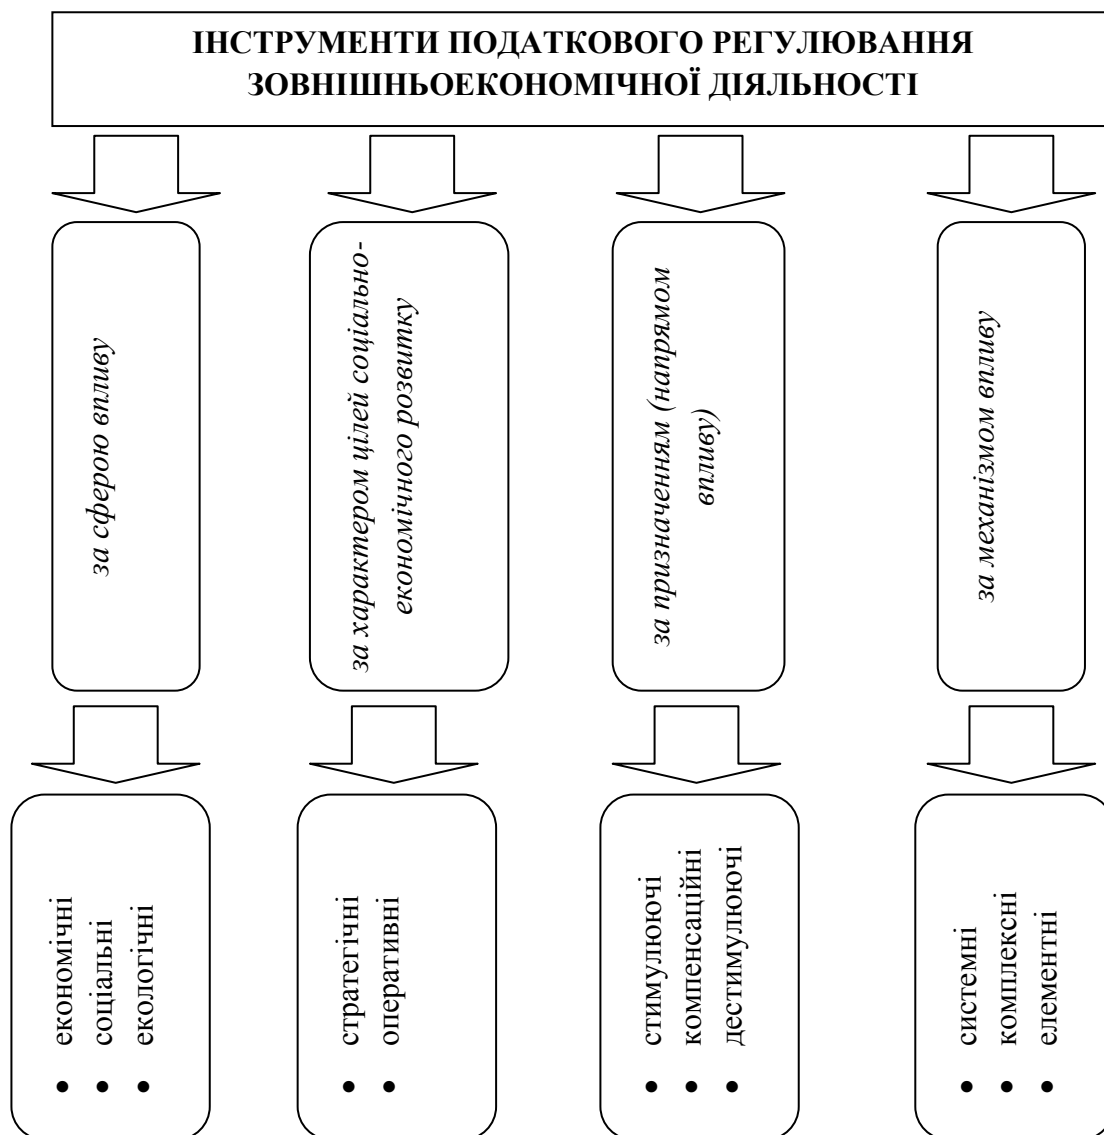 ІНСТРУМЕНТИ ПОДАТКОВОГО РЕГУЛЮВАННЯ
ЗОВНІШНЬОЕКОНОМІЧНОЇ ДІЯЛЬНОСТІ
за сферою впливу
за характером цілей соціально-
економічного розвитку
за призначенням (напрямом
впливу)
за механізмом впливу
• економічні
• соціальні
• екологічні
• стратегічні
• оперативні
• стимулюючі
• компенсаційні
• дестимулюючі
• системні
• комплексні
• елементні